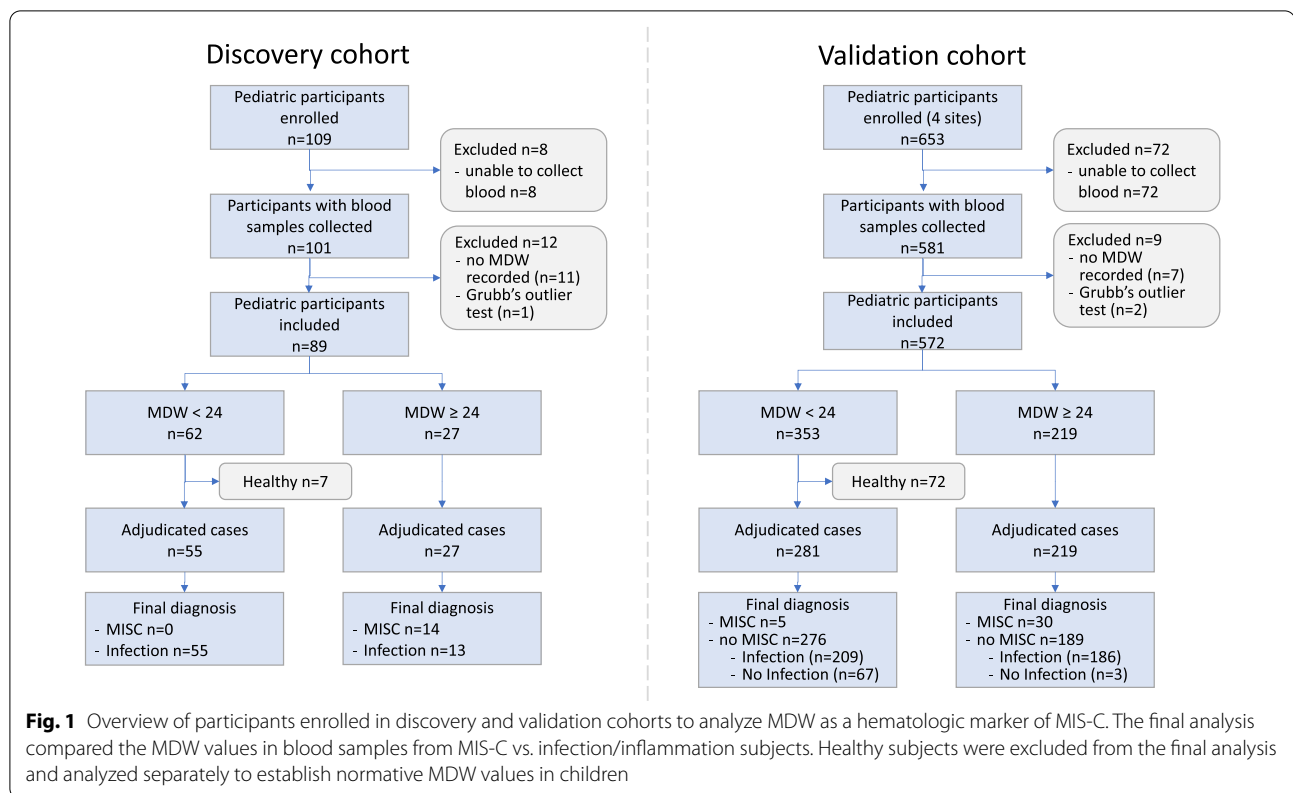 Discovery cohort
Pediatric participants
enrolled
n=109
Excluded n=8
- unable to collect
blood n=8
Participants with blood
samples collected
n=101
Excluded n=12
- no MDW
recorded (n=11)
- Grubb's outlier
test (n=1)
Pediatric participants
included
n=89
MDW < 24
n=62
MDW ≥ 24
n=27
Healthy n=7
Adjudicated cases
n=55
Adjudicated cases
n=27
Final diagnosis
- MISC n=0
- Infection n=55
Final diagnosis
- MISC n=14
- Infection n=13
Validation cohort
Pediatric participants
enrolled (4 sites)
n=653
Excluded n=72
- unable to collect
blood n=72
Participants with blood
samples collected
n=581
Excluded n=9
- no MDW
recorded (n=7)
- Grubb's outlier
test (n=2)
Pediatric participants
included
n=572
MDW < 24
n=353
MDW ≥ 24
n=219
Healthy n=72
Adjudicated cases
n=281
Adjudicated cases
n=219
Final diagnosis
- MISC n=5
- no MISC n=276
- Infection (n=209)
- No Infection (n=67)
Final diagnosis
- MISC n=30
- no MISC n=189
- Infection (n=186)
- No Infection (n=3)
Fig. 1 Overview of participants enrolled in discovery and validation cohorts to analyze MDW as a hematologic marker of MIS-C. The final analysis
compared the MDW values in blood samples from MIS-C vs. infection/inflammation subjects. Healthy subjects were excluded from the final analysis
and analyzed separately to establish normative MDW values in children